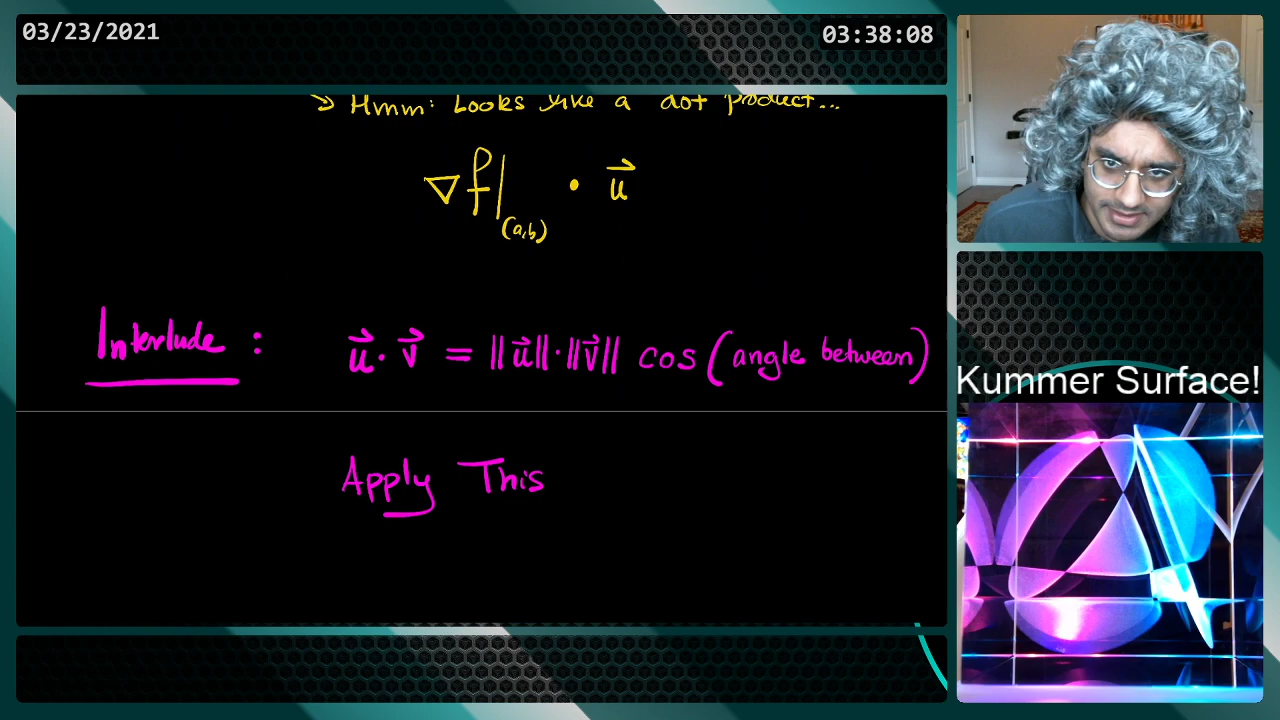 03/23/2021
03:38:08
→ Hmm: Looks like a dot product...
∇f|(a,b) · u⃗
Interlude : u⃗ · v⃗ = ||u⃗||·||v⃗|| cos (angle between)
Apply This
Kummer Surface!